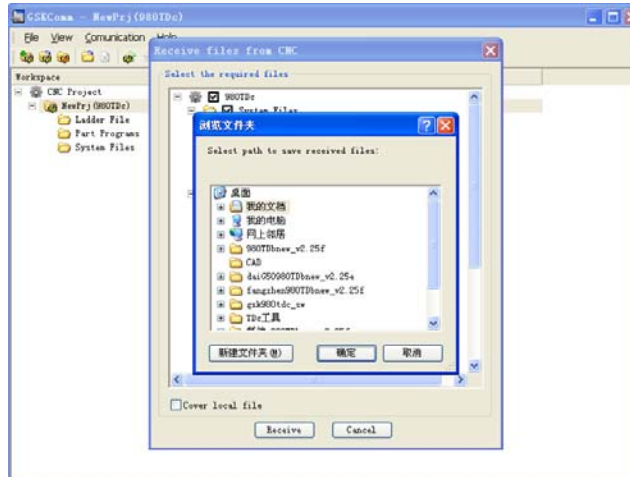 GSKComm - NewPrj(980TDc)
File View Comunication Help
Receive files from CNC
Workspace
CNC Project
NewPrj(980TDc)
Ladder File
Part Programs
System Files
Select the required files
980TDc
System Files
浏览文件夹
Select path to save received files:
桌面
我的文档
我的电脑
网上邻居
980TDbnew_v2.25f
CAD
fangzhen980TDbnew_v2.25f
gsk980tdc_sw
TDc工具
新建文件夹(M)
确定
取消
Cover local file
Receive
Cancel